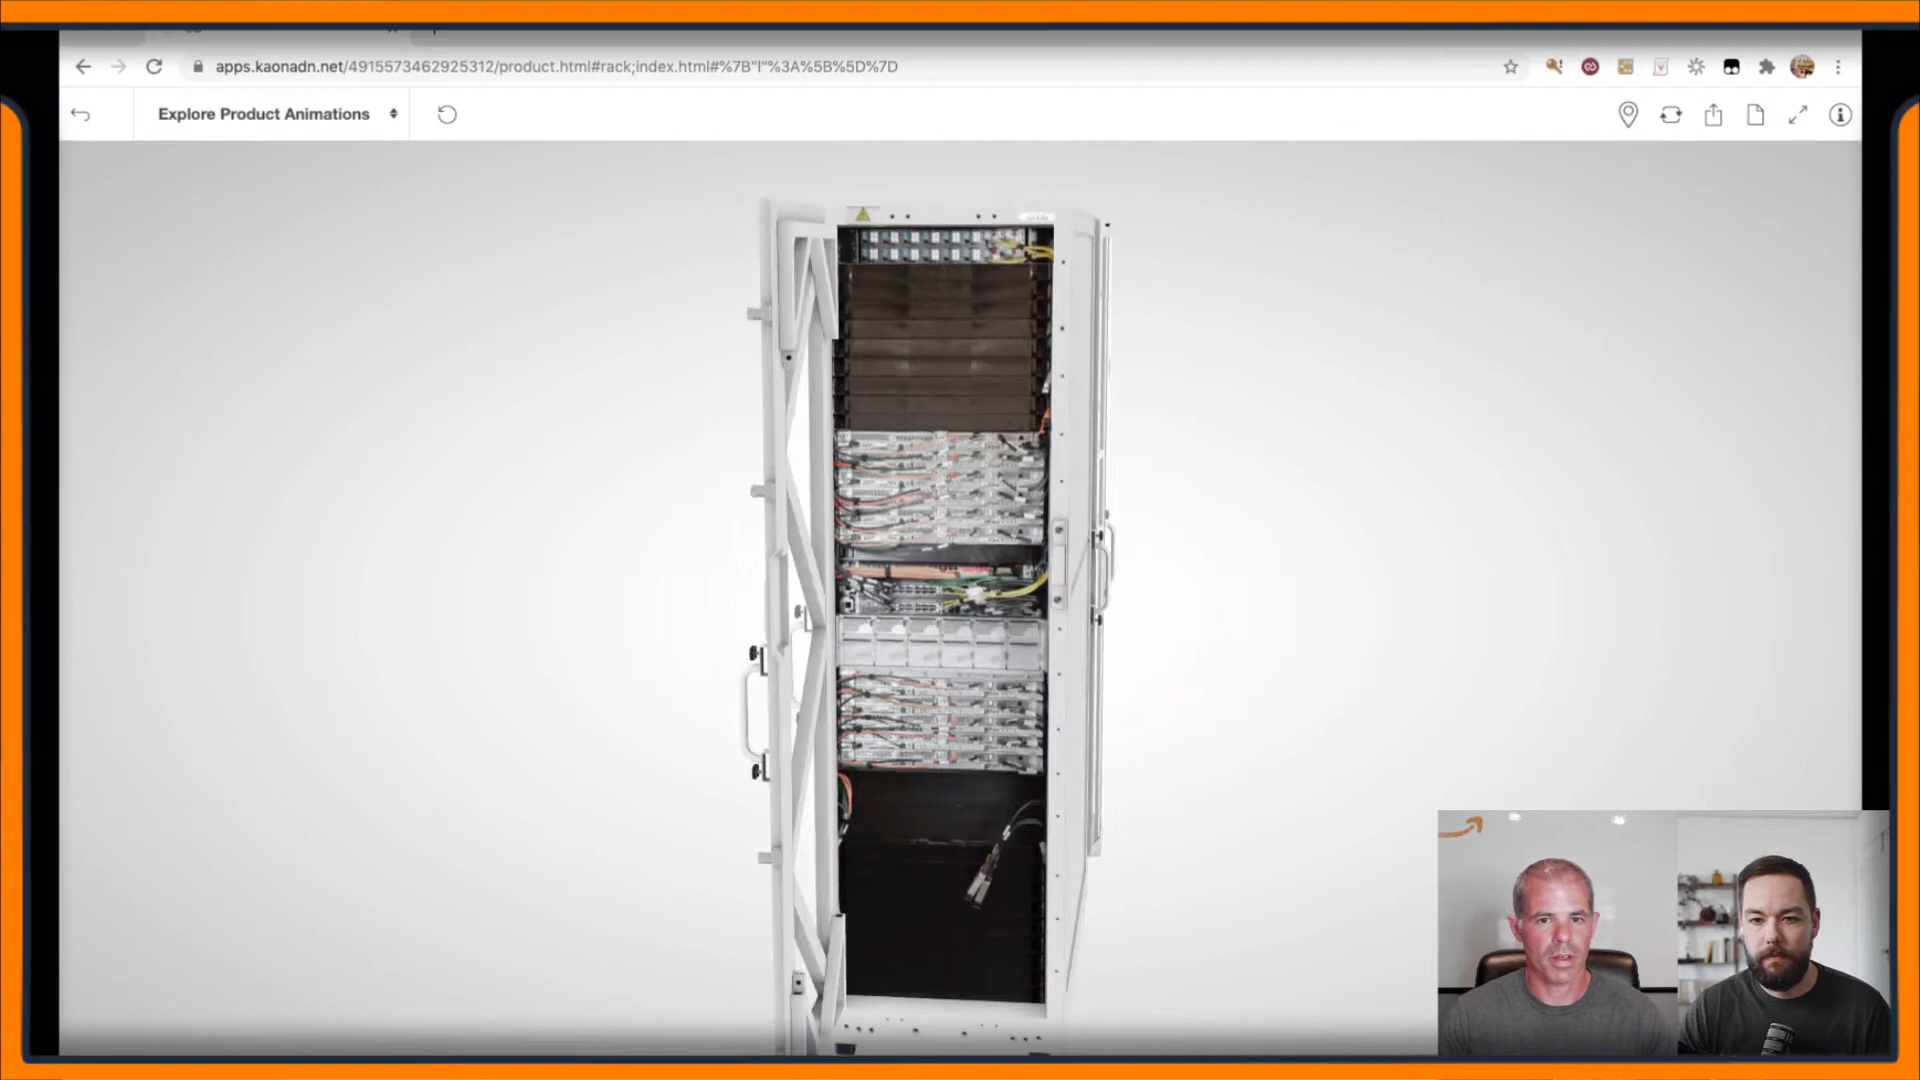 apps.kaonadn.net/4915573462925312/product.html#rack;index.html#%7B"l"%3A%5B%5D%7D
Explore Product Animations